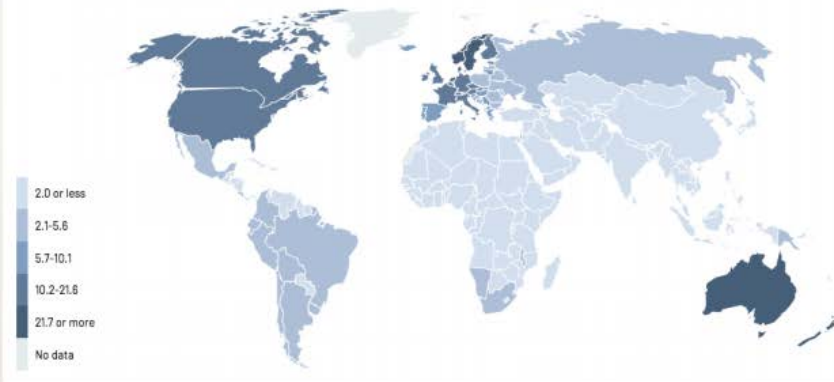 2.0 or less
2.1-5.6
5.7-10.1
10.2-21.6
21.7 or more
No data